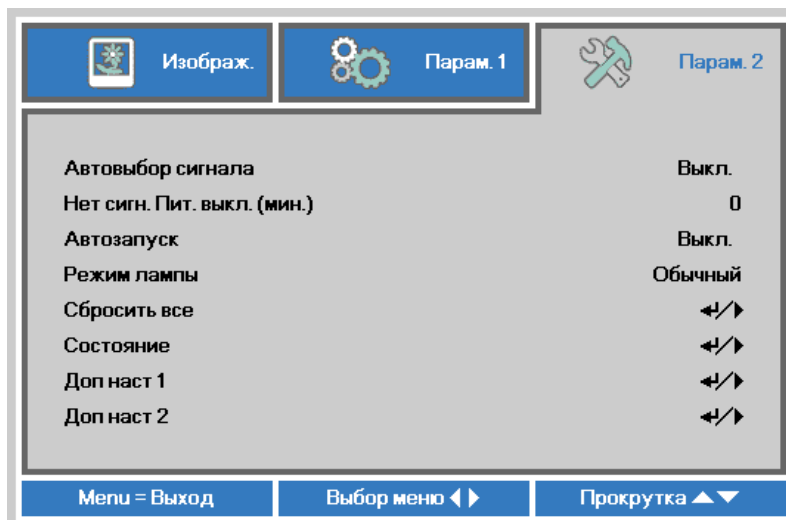 Изображ. Парам. 1 Парам. 2
Автовыбор сигнала Выкл.
Нет сигн. Пит. выкл. (мин.) 0
Автозапуск Выкл.
Режим лампы Обычный
Сбросить все ↵/▶
Состояние ↵/▶
Доп наст 1 ↵/▶
Доп наст 2 ↵/▶
Menu = Выход Выбор меню ◀ ▶ Прокрутка ▲▼